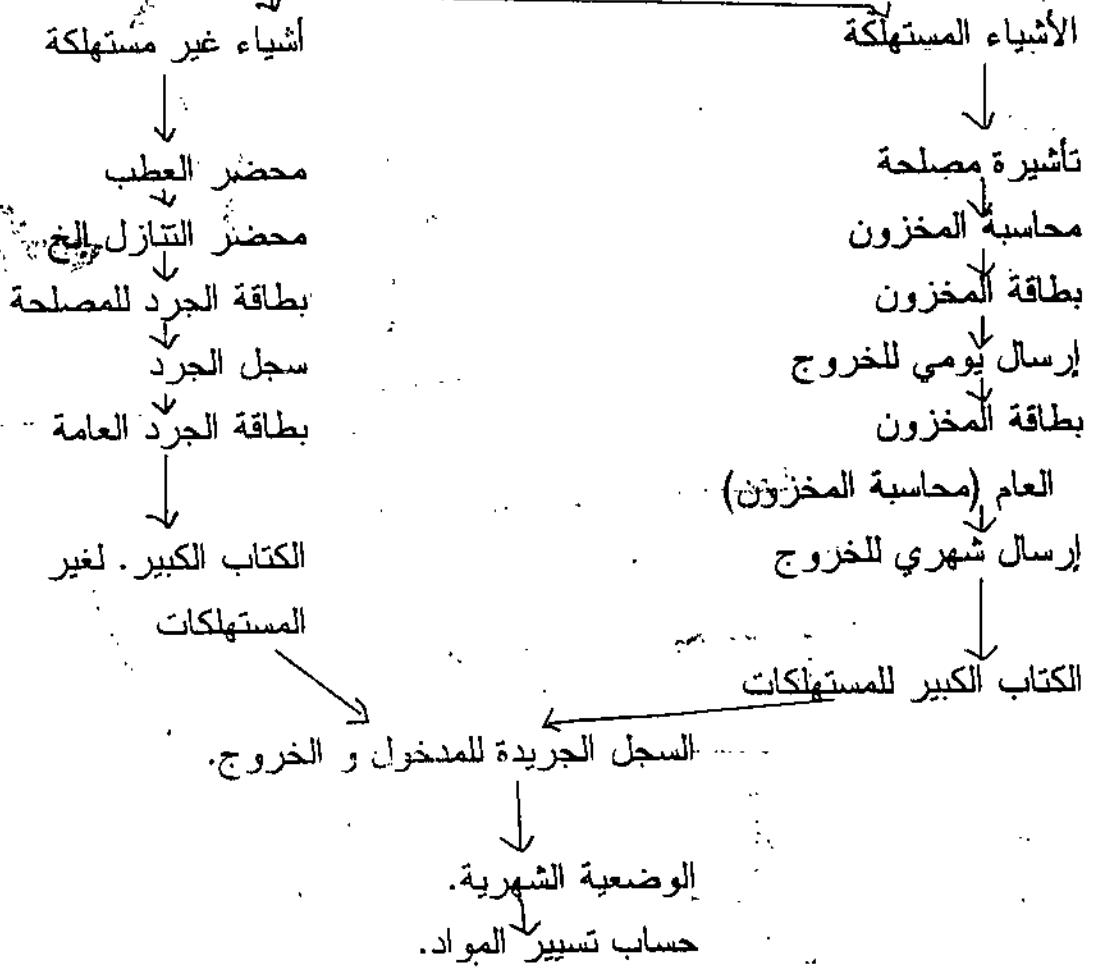 الأشياء المستهلكة
تأشيرة مصلحة
محاسبة المخزون
بطاقة المخزون
إرسال يومي للخروج
بطاقة المخزون
العام (محاسبة المخزون)
إرسال شهري للخروج
الكتاب الكبير للمستهلكات
أشياء غير مستهلكة
محضر العطب
محضر التنازل الخ
بطاقة الجرد للمصلحة
سجل الجرد
بطاقة الجرد العامة
الكتاب الكبير. لغير
المستهلكات
السجل الجريدة للمدخول و الخروج.
الوضعية الشهرية.
حساب تسيير المواد.